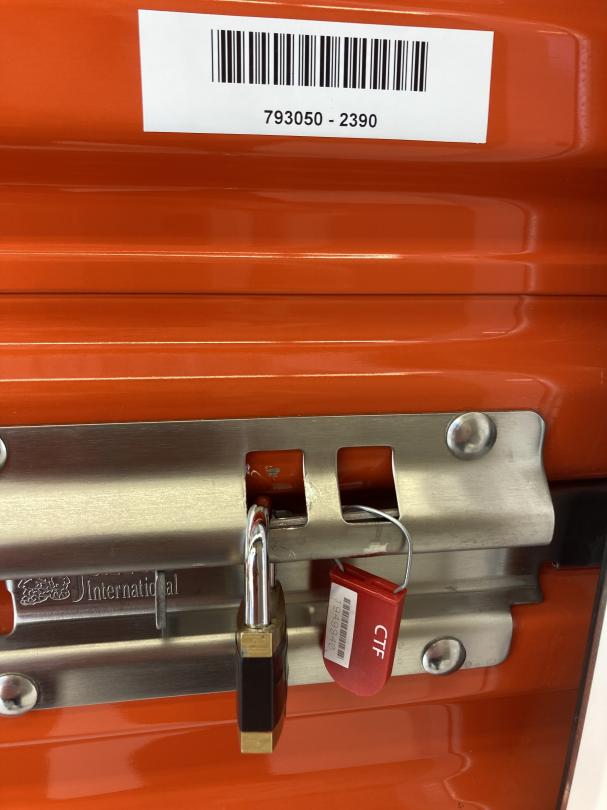 793050 - 2390
International
CTF